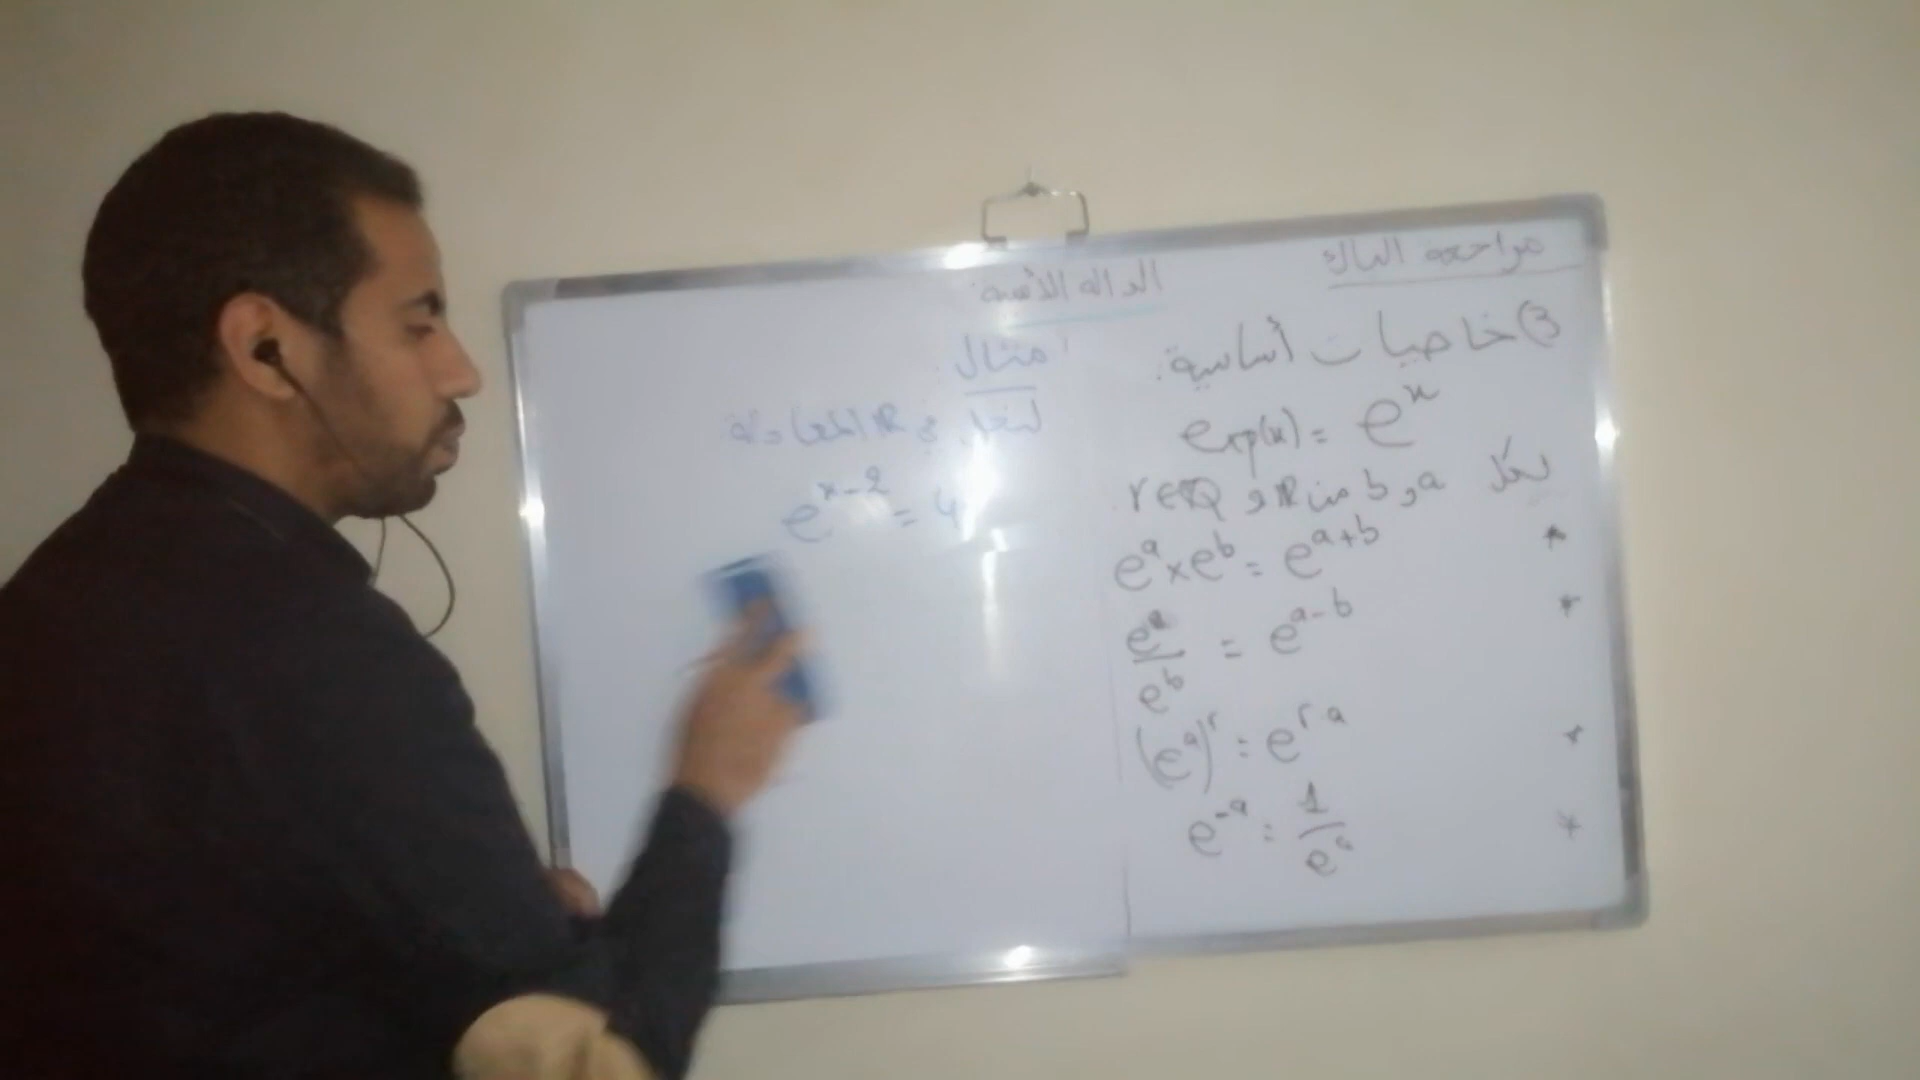 مراجعة الباك
الدالة الأسية
3) خاصيات أساسية.
exp(x) = e^x
لكل a و b من ℝ و r ∈ ℚ
* e^a × e^b = e^(a+b)
* e^a / e^b = e^(a-b)
* (e^a)^r = e^(r·a)
* e^(-a) = 1 / e^a
مثال
لنحل في ℝ المعادلة
e^(x-2) = 4